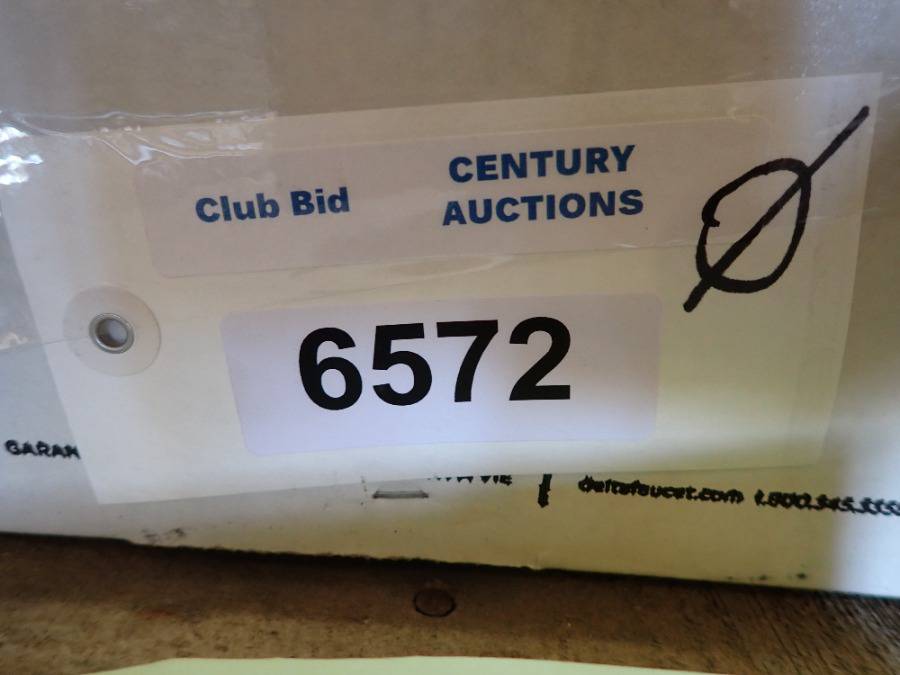 Club Bid
CENTURY
AUCTIONS
Ø
6572
deltafaucet.com